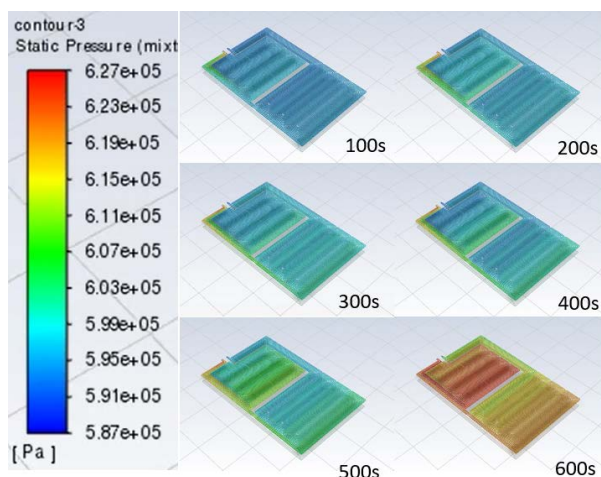 contour-3
Static Pressure (mixt
6.27e+05
6.23e+05
6.19e+05
6.15e+05
6.11e+05
6.07e+05
6.03e+05
5.99e+05
5.95e+05
5.91e+05
5.87e+05
[ Pa ]
100s
200s
300s
400s
500s
600s